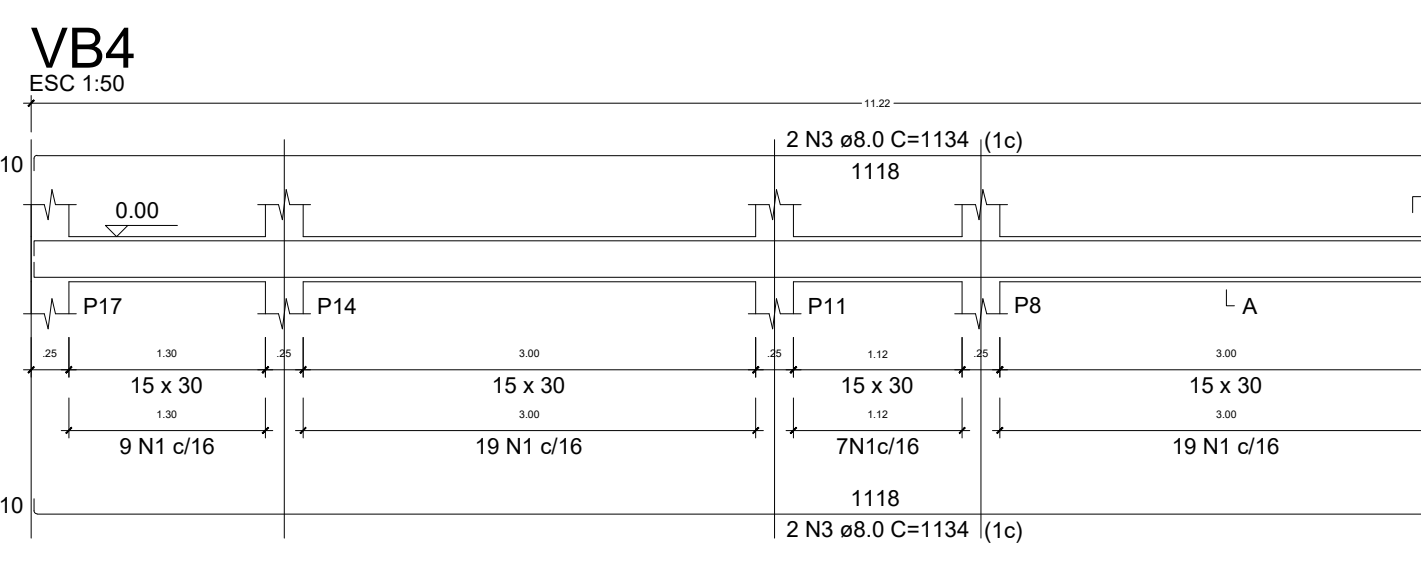 VB4
ESC 1:50
11.22
2 N3 ø8.0 C=1134 (1c)
10
1118
0.00
P17 P14 P11 P8 A
.25 1.30 .25 3.00 .25 1.12 .25 3.00
15 x 30 15 x 30 15 x 30 15 x 30
1.30 3.00 1.12 3.00
9 N1 c/16 19 N1 c/16 7N1c/16 19 N1 c/16
10 1118
2 N3 ø8.0 C=1134 (1c)